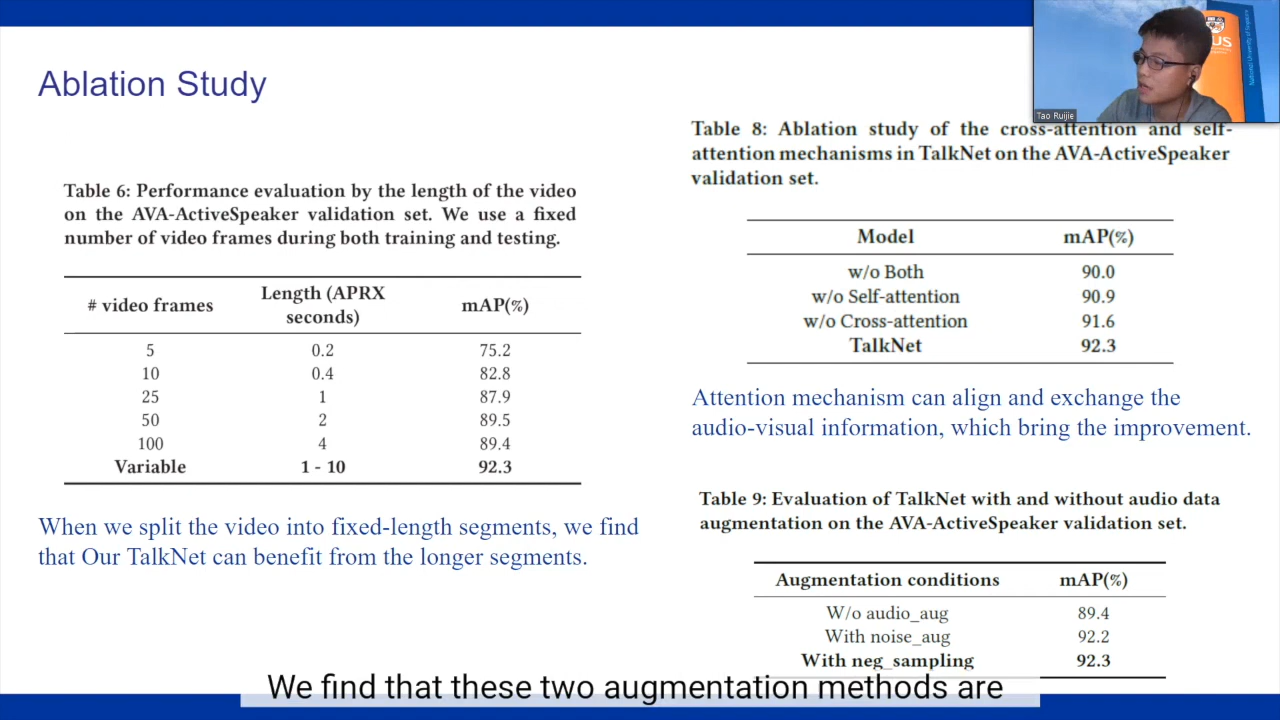 Ablation Study
Table 6: Performance evaluation by the length of the video
on the AVA-ActiveSpeaker validation set. We use a fixed
number of video frames during both training and testing.
# video frames Length (APRX seconds) mAP(%)
5 0.2 75.2
10 0.4 82.8
25 1 87.9
50 2 89.5
100 4 89.4
Variable 1 - 10 92.3
When we split the video into fixed-length segments, we find
that Our TalkNet can benefit from the longer segments.
US
National University of Singapore
Tao Ruijie
Table 8: Ablation study of the cross-attention and self-
attention mechanisms in TalkNet on the AVA-ActiveSpeaker
validation set.
Model mAP(%)
w/o Both 90.0
w/o Self-attention 90.9
w/o Cross-attention 91.6
TalkNet 92.3
Attention mechanism can align and exchange the
audio-visual information, which bring the improvement.
Table 9: Evaluation of TalkNet with and without audio data
augmentation on the AVA-ActiveSpeaker validation set.
Augmentation conditions mAP(%)
W/o audio_aug 89.4
With noise_aug 92.2
With neg_sampling 92.3
We find that these two augmentation methods are